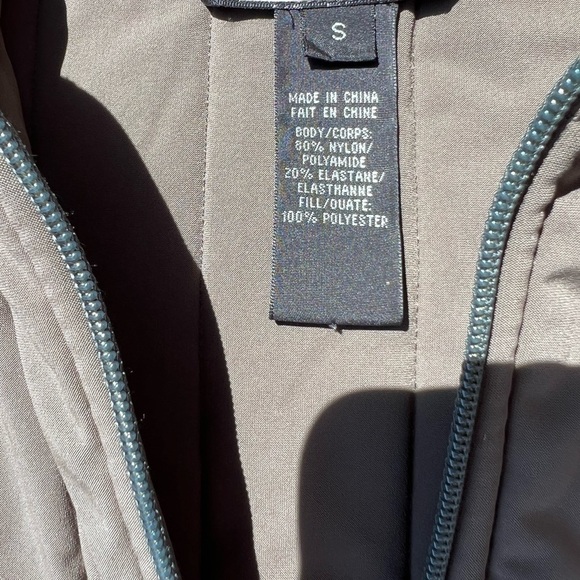 S
MADE IN CHINA
FAIT EN CHINE
BODY/CORPS:
80% NYLON/
POLYAMIDE
20% ELASTANE/
ELASTHANNE
FILL/OUATE:
100% POLYESTER